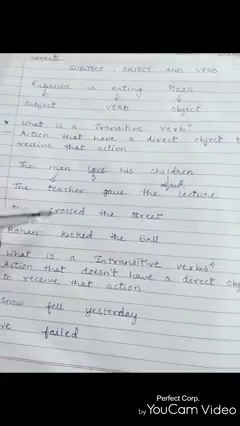 SUBJECT, OBJECT AND VERB
Rubeena is eating Pizza
Subject VERB Object
* What is a Transitive Verb?
Action that have a direct object
receive that action
The man love his children
The teacher gave the lecture
crossed the street
Rohan kicked the ball
What is a Intransitive verbs?
Action that doesn't have a direct
to receive that action
Snow fell yesterday
failed
Perfect Corp.
by YouCam Video